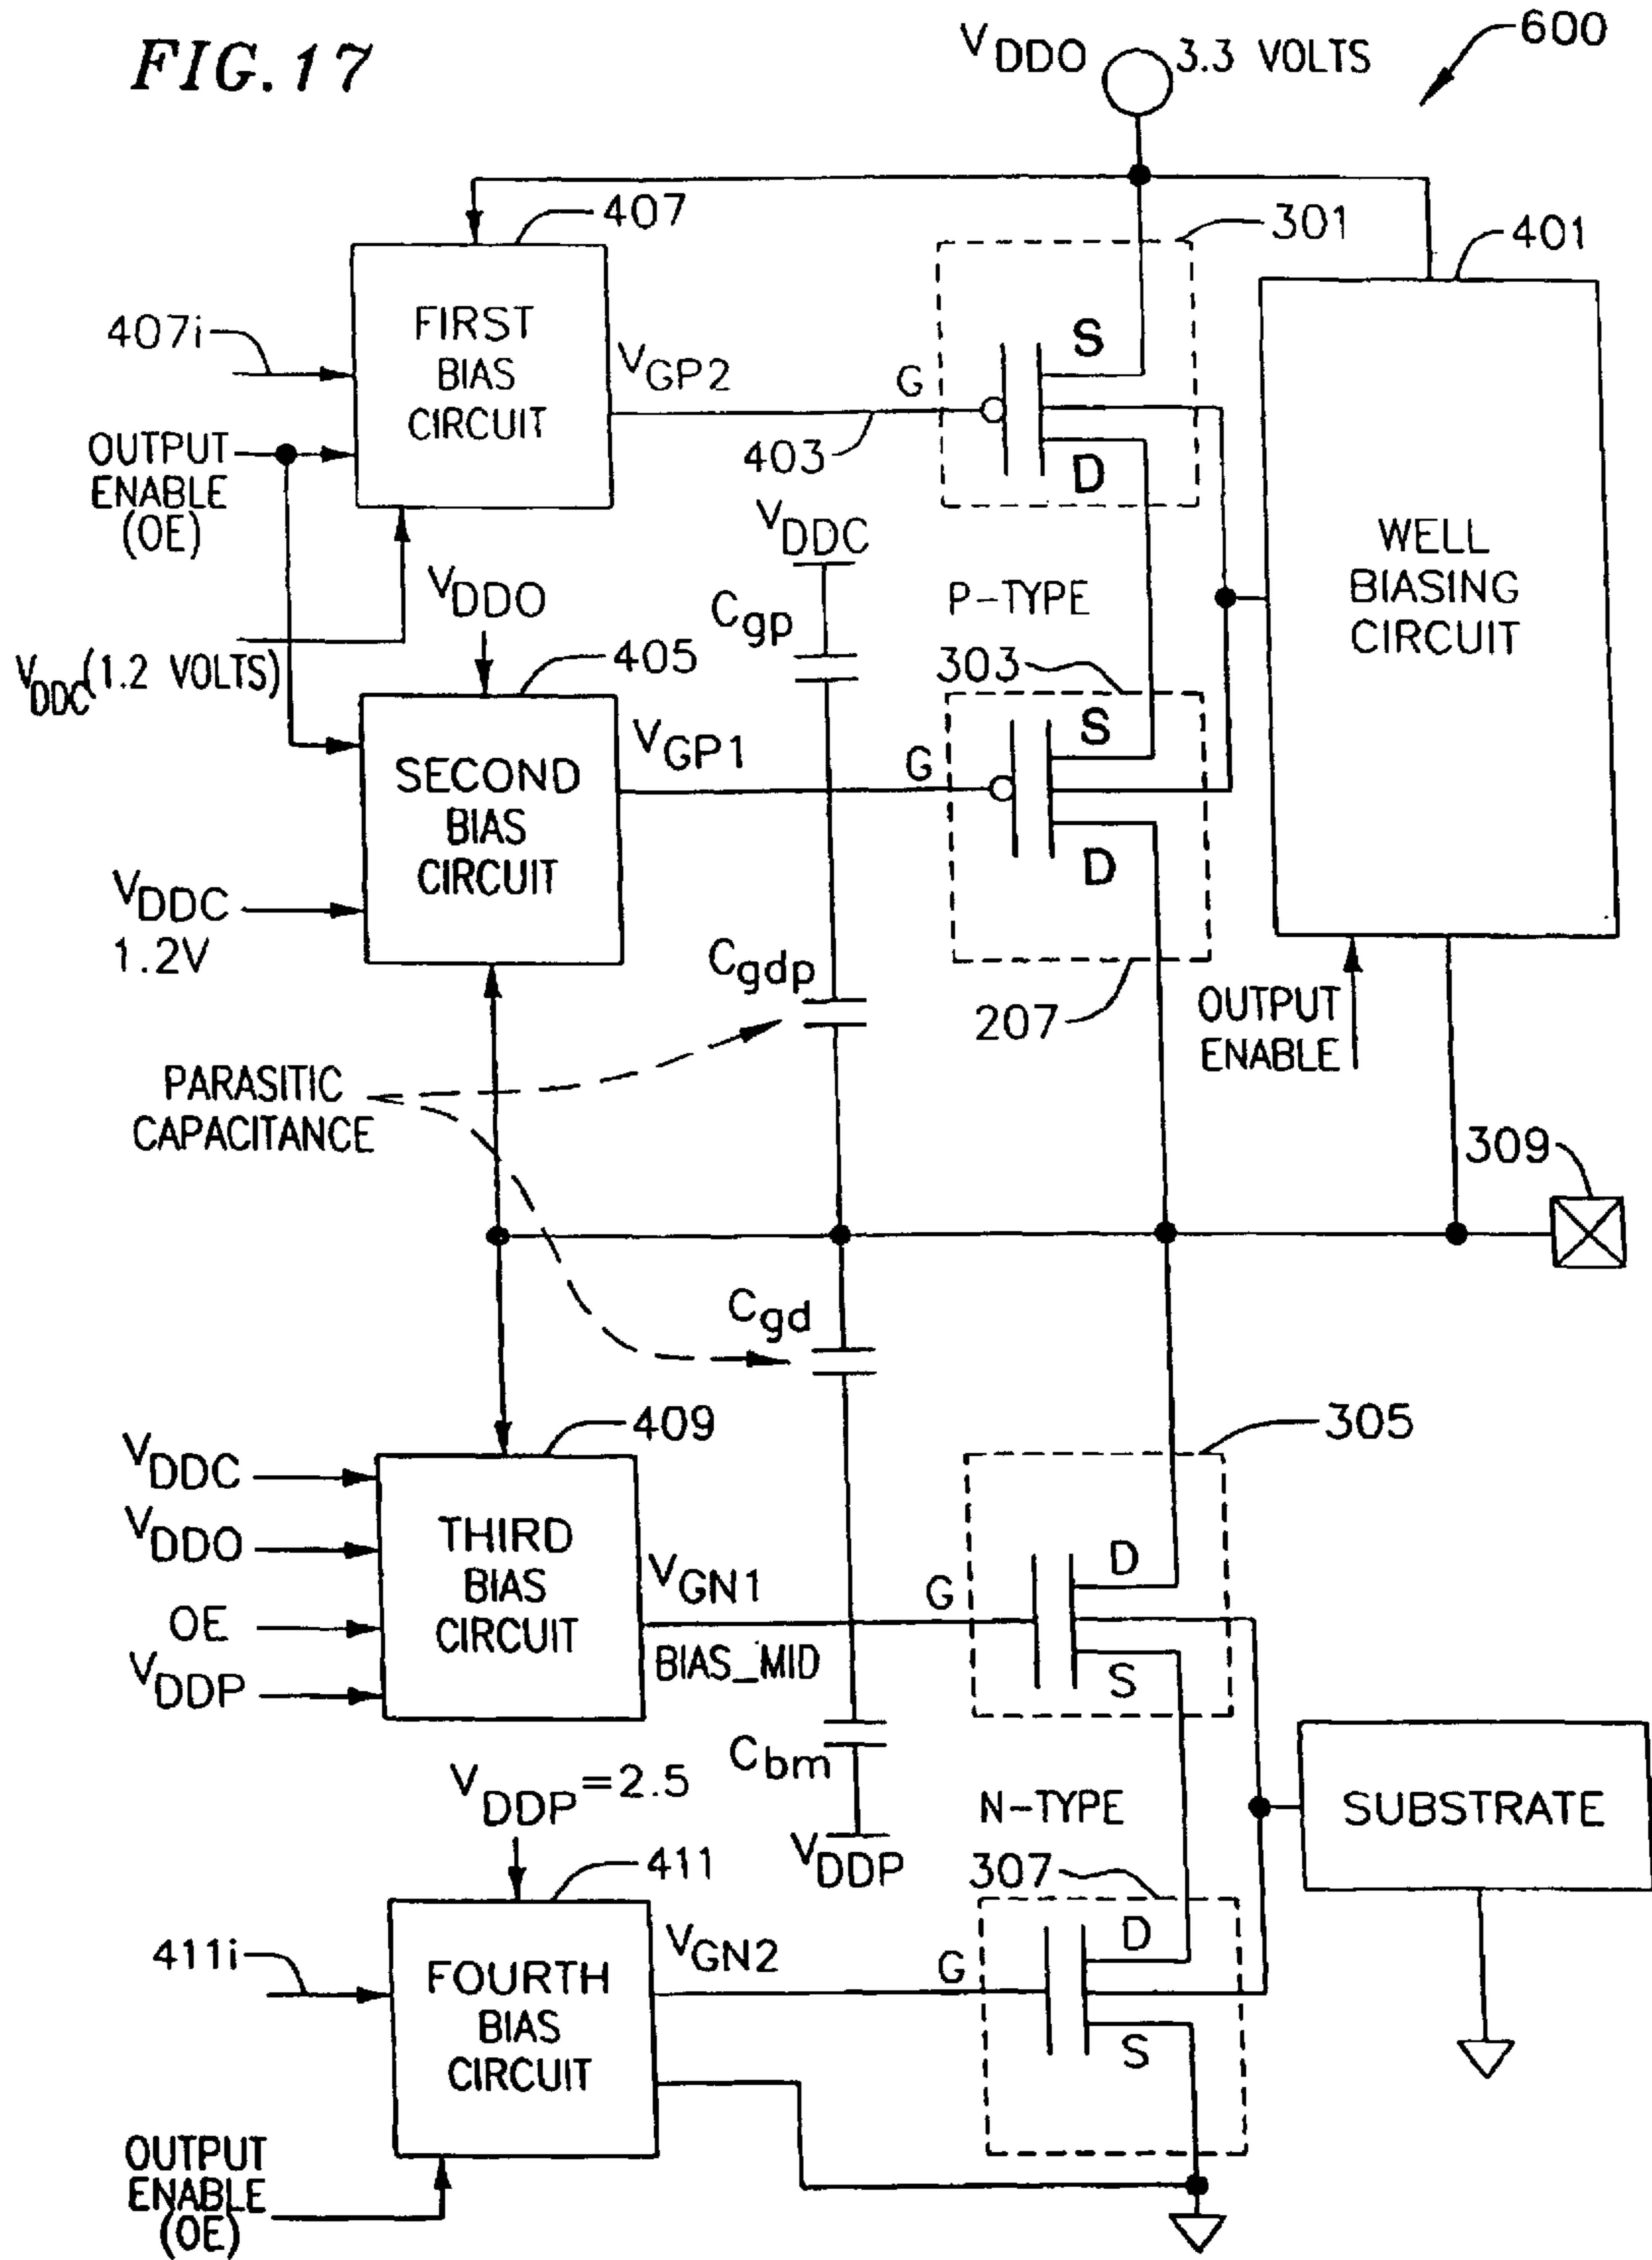 FIG.17
VDDO 3.3 VOLTS
600
407
301
401
407i
FIRST
BIAS
CIRCUIT
VGP2
G
S
D
403
OUTPUT
ENABLE
(OE)
VDDC
WELL
BIASING
CIRCUIT
VDDO
Cgp
P-TYPE
VDDC(1.2 VOLTS)
405
303
SECOND
BIAS
CIRCUIT
VGP1
G
S
D
VDDC
1.2V
Cgdp
207
OUTPUT
ENABLE
PARASITIC
CAPACITANCE
309
Cgd
409
305
VDDC
VDDO
OE
VDDP
THIRD
BIAS
CIRCUIT
VGN1
BIAS_MID
G
D
S
Cbm
VDDP=2.5
VDDP
N-TYPE
SUBSTRATE
411
307
411i
FOURTH
BIAS
CIRCUIT
VGN2
G
D
S
OUTPUT
ENABLE
(OE)